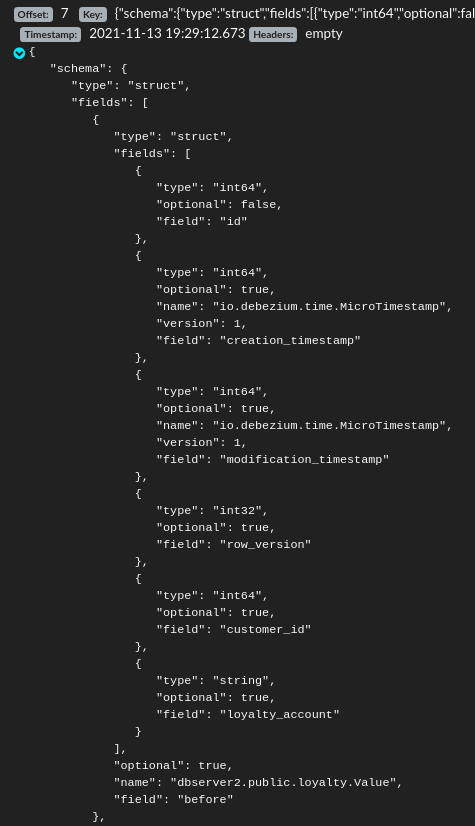 Offset: 7 Key: {"schema":{"type":"struct","fields":[{"type":"int64","optional":fal
Timestamp: 2021-11-13 19:29:12.673 Headers: empty
{
"schema": {
"type": "struct",
"fields": [
{
"type": "struct",
"fields": [
{
"type": "int64",
"optional": false,
"field": "id"
},
{
"type": "int64",
"optional": true,
"name": "io.debezium.time.MicroTimestamp",
"version": 1,
"field": "creation_timestamp"
},
{
"type": "int64",
"optional": true,
"name": "io.debezium.time.MicroTimestamp",
"version": 1,
"field": "modification_timestamp"
},
{
"type": "int32",
"optional": true,
"field": "row_version"
},
{
"type": "int64",
"optional": true,
"field": "customer_id"
},
{
"type": "string",
"optional": true,
"field": "loyalty_account"
}
],
"optional": true,
"name": "dbserver2.public.loyalty.Value",
"field": "before"
},